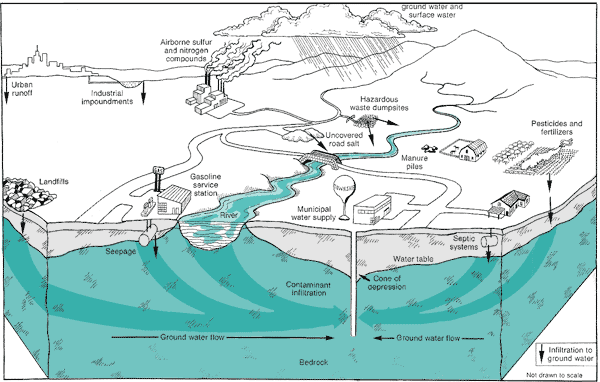 ground water and
surface water
Airborne sulfur
and nitrogen
compounds
Urban
runoff
Industrial
impoundments
Hazardous
waste dumpsites
Pesticides and
fertilizers
Uncovered
road salt
Manure
piles
Landfills
Gasoline
service
station
River
Municipal
water supply
Seepage
Septic
systems
Water table
Cone of
depression
Contaminant
infiltration
Ground water flow
Ground water flow
Bedrock
Infiltration to
ground water
Not drawn to scale